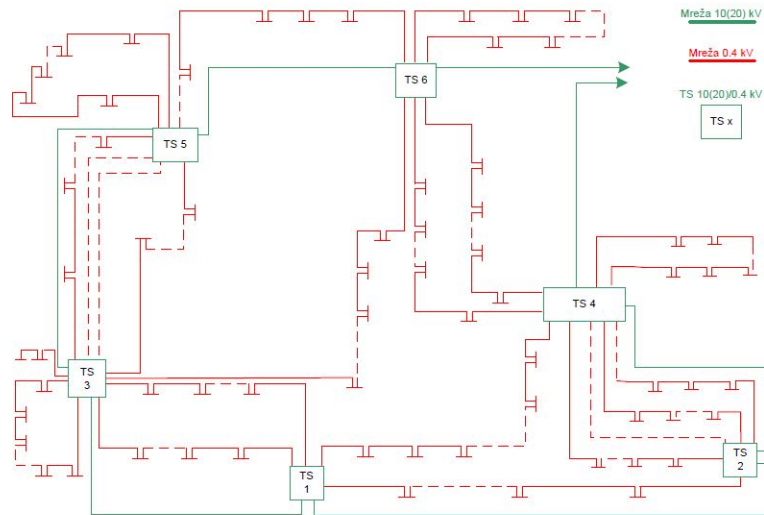 Mreža 10(20) kV
Mreža 0.4 kV
TS 6
TS 10(20)/0.4 kV
TS x
TS 5
TS 4
TS
3
TS
2
TS
1